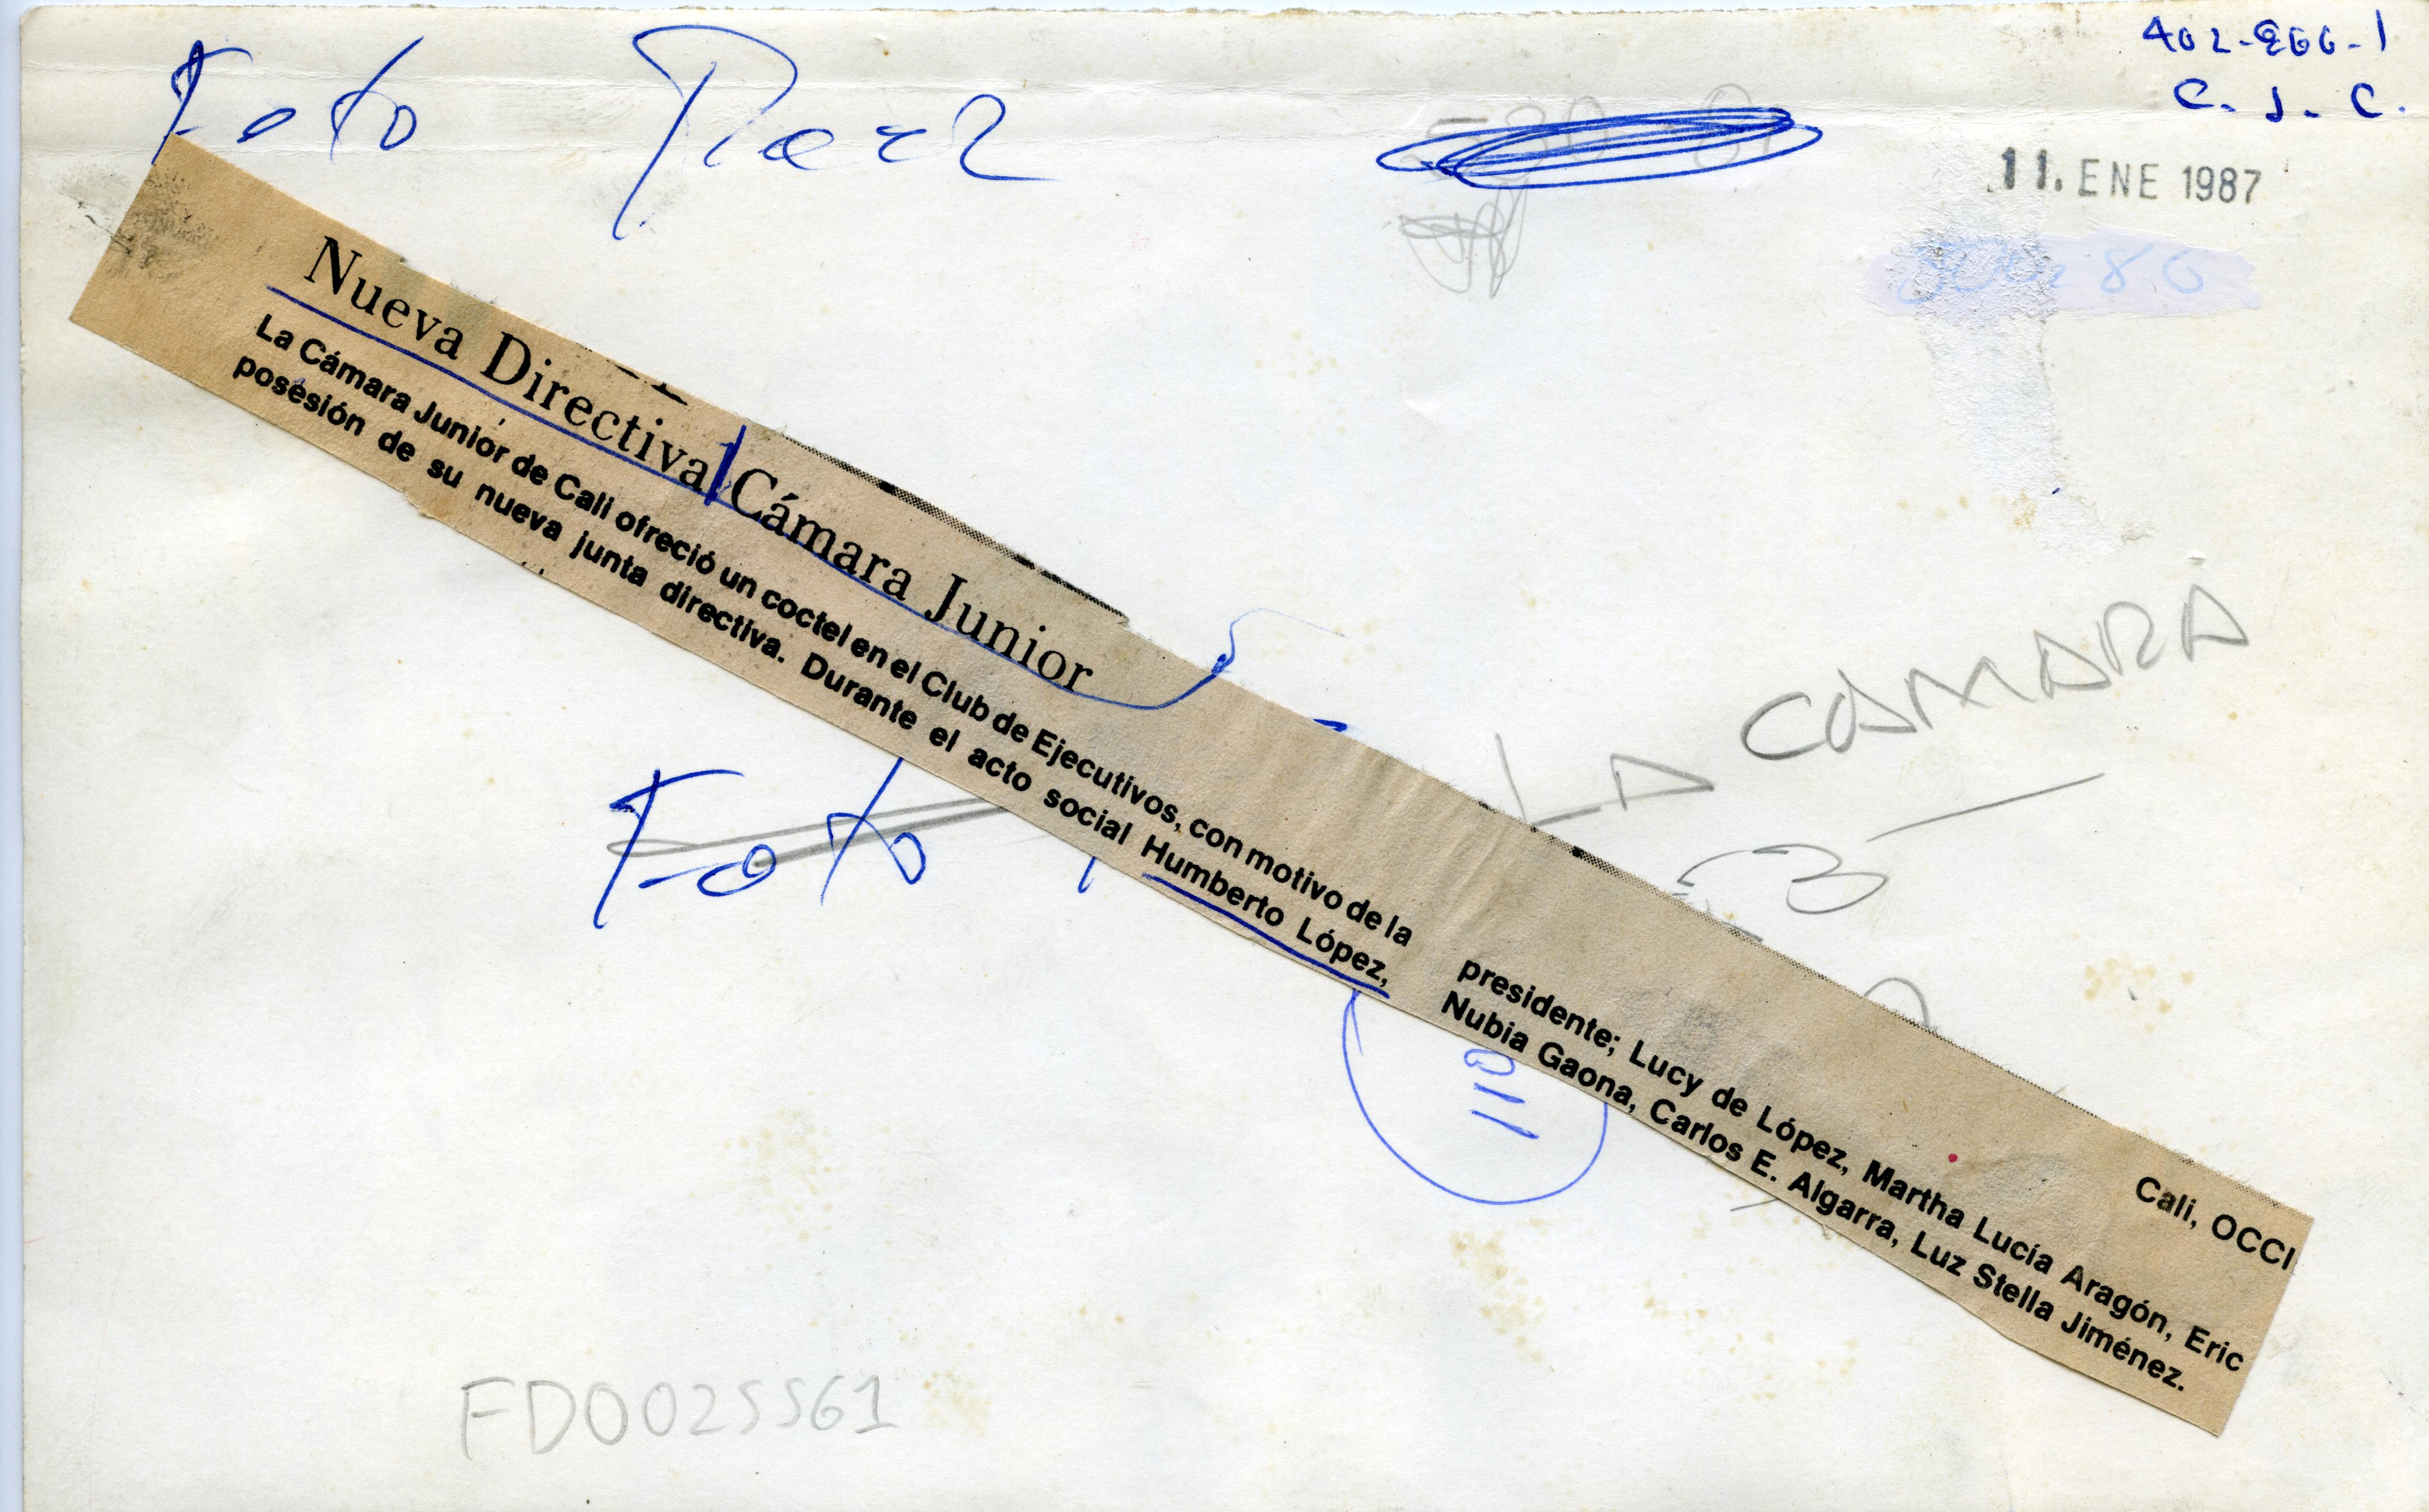 402-866-1
C. J. C.
Foto
11. ENE 1987
Nueva Directiva Cámara Junior
La Cámara Junior de Cali ofreció un coctel en el Club de Ejecutivos, con motivo de la
posesión de su nueva junta directiva. Durante el acto social Humberto López,
presidente; Lucy de López, Martha Lucía Aragón, Eric
Nubia Gaona, Carlos E. Algarra, Luz Stella Jiménez.
Cali, OCCI
LA CAMARA
3
Foto
FD0025561